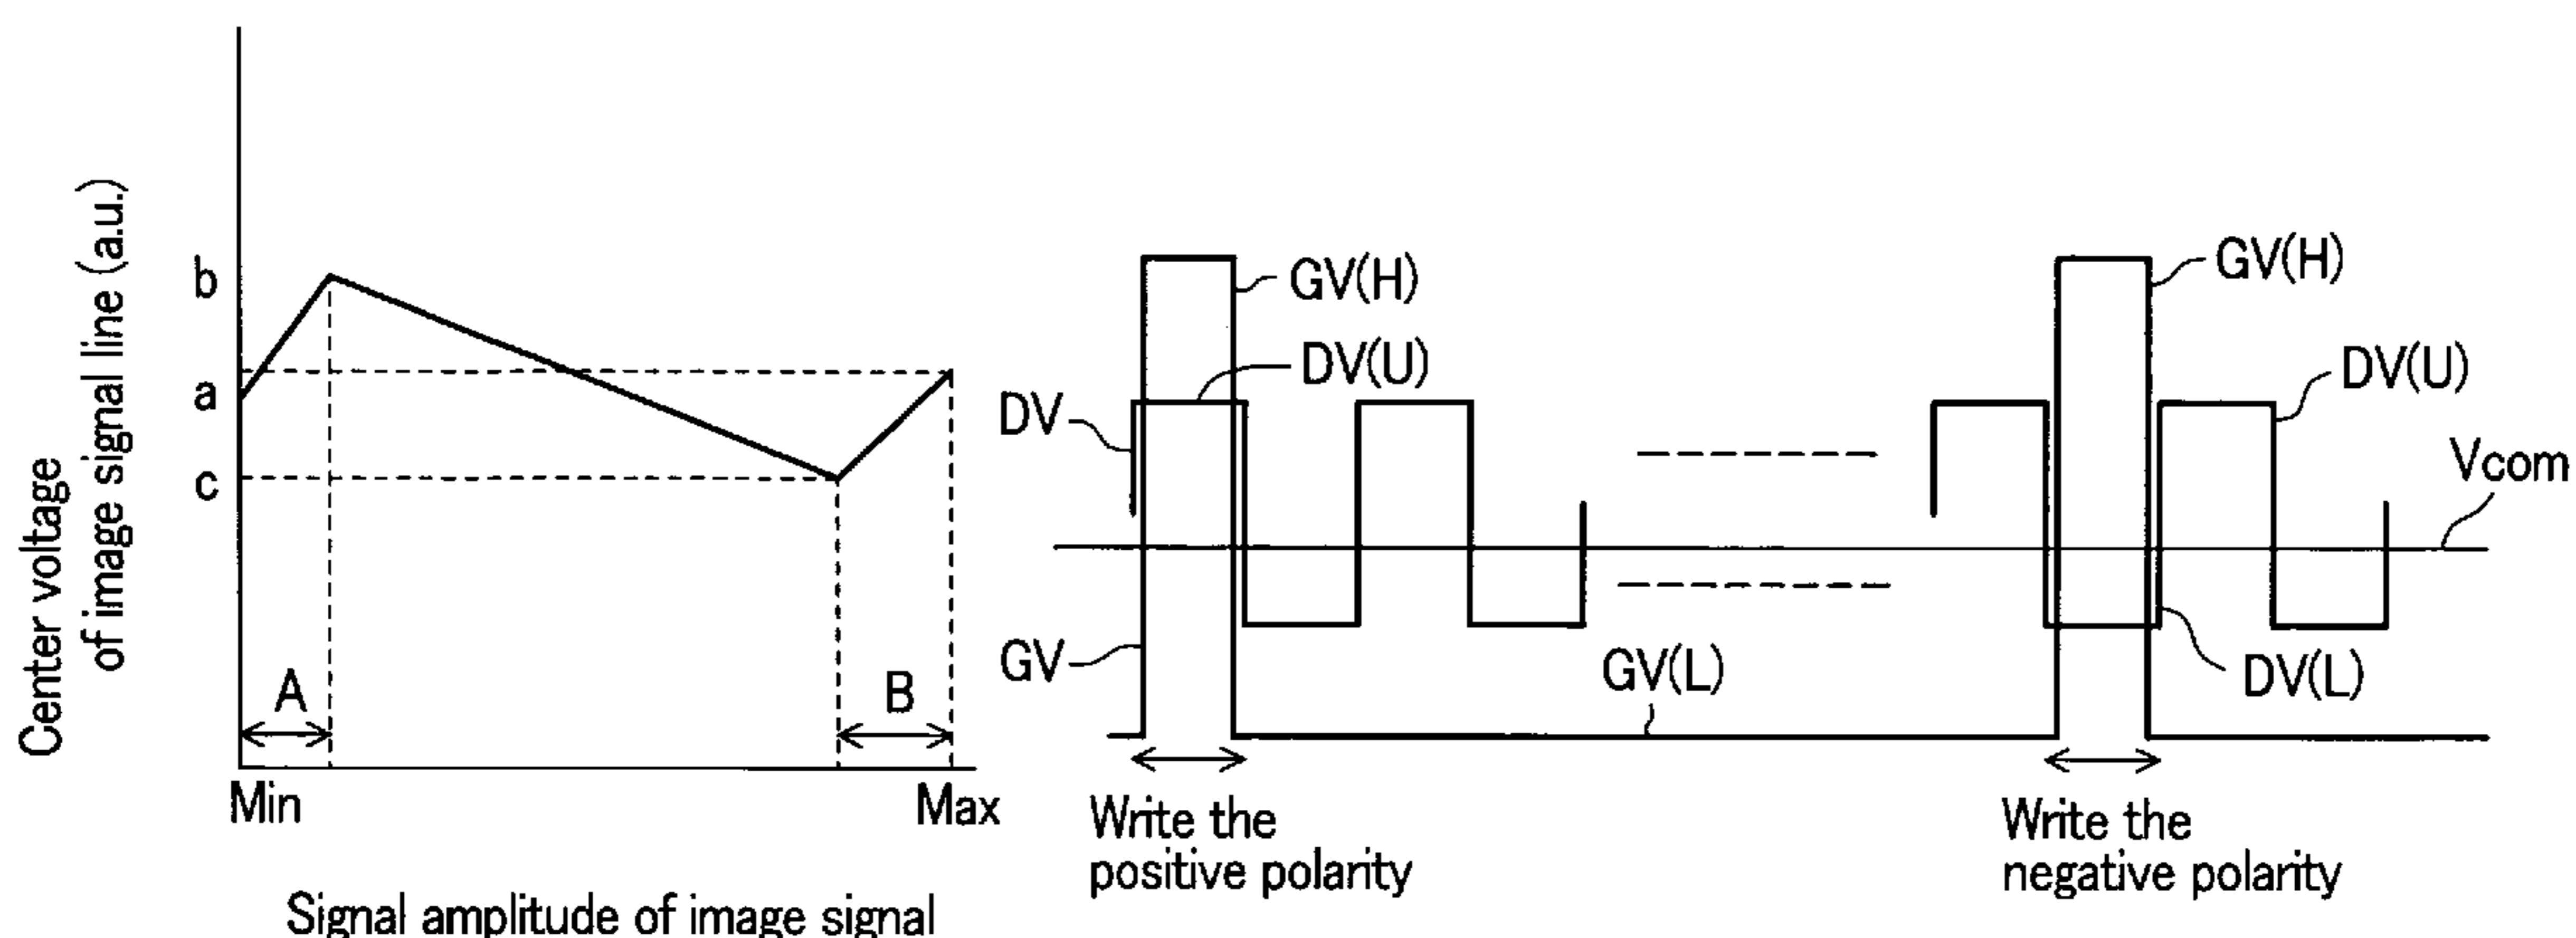 Center voltage
of image signal line (a.u.)
b
a
c
A
B
Min
Max
Signal amplitude of image signal
GV(H)
DV(U)
DV
GV
GV(L)
Write the
positive polarity
GV(H)
DV(U)
Vcom
DV(L)
Write the
negative polarity